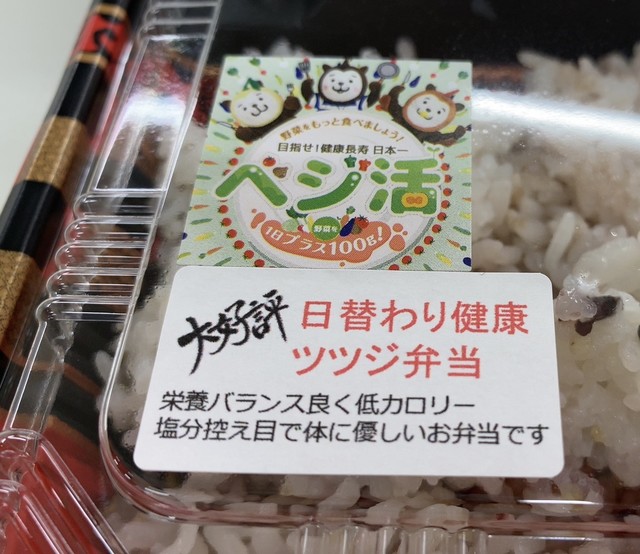 野菜をもっと食べましょう!
目指せ!健康長寿 日本一
ベジ活
野菜を
1日プラス100g!
大好評
日替わり健康
ツツジ弁当
栄養バランス良く低カロリー
塩分控え目で体に優しいお弁当です